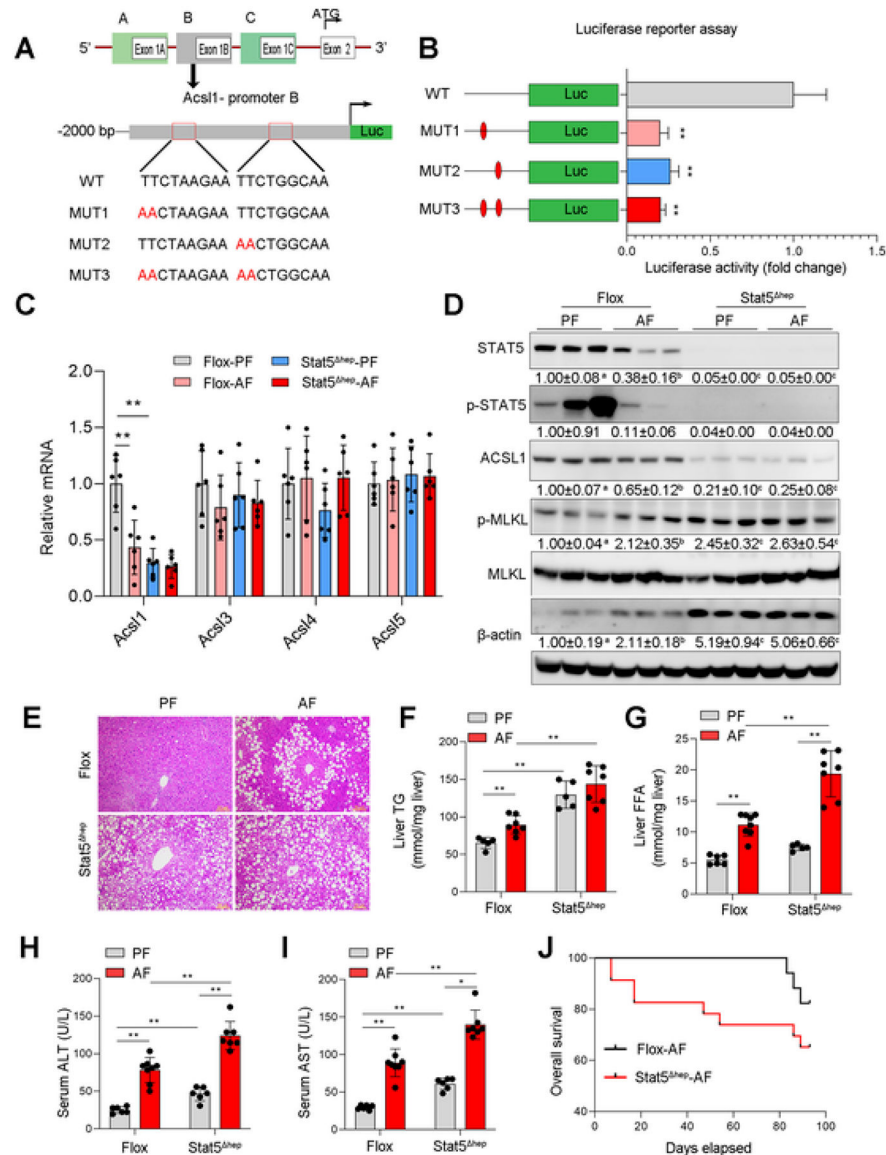 A
A
B
C
ATG
5'
Exon 1A
Exon 1B
Exon 1C
Exon 2
3'
Acsl1- promoter B
-2000 bp
Luc
WT TTCTAAGAA TTCTGGCAA
MUT1 AACTAAGAA TTCTGGCAA
MUT2 TTCTAAGAA AACTGGCAA
MUT3 AACTAAGAA AACTGGCAA
B
Luciferase reporter assay
WT Luc
MUT1 Luc **
MUT2 Luc **
MUT3 Luc **
0.0 0.5 1.0 1.5
Luciferase activity (fold change)
C
Flox-PF Stat5Δhep-PF
Flox-AF Stat5Δhep-AF
Relative mRNA
2.0
1.5
1.0
0.5
0.0
**
**
Acsl1 Acsl3 Acsl4 Acsl5
D
Flox Stat5Δhep
PF AF PF AF
STAT5
1.00±0.08 a 0.38±0.16 b 0.05±0.00 c 0.05±0.00 c
p-STAT5
1.00±0.91 0.11±0.06 0.04±0.00 0.04±0.00
ACSL1
1.00±0.07 a 0.65±0.12 b 0.21±0.10 c 0.25±0.08 c
p-MLKL
1.00±0.04 a 2.12±0.35 b 2.45±0.32 c 2.63±0.54 c
MLKL
β-actin
1.00±0.19 a 2.11±0.18 b 5.19±0.94 c 5.06±0.66 c
E
PF AF
Flox
Stat5Δhep
F
PF
AF
Liver TG
(mmol/mg liver)
200
150
100
50
0
**
**
**
Flox Stat5Δhep
G
PF
AF
Liver FFA
(mmol/mg liver)
25
20
15
10
5
0
**
**
**
Flox Stat5Δhep
H
PF
AF
Serum ALT (U/L)
200
150
100
50
0
**
**
**
**
Flox Stat5Δhep
I
PF
AF
Serum AST (U/L)
200
150
100
50
0
**
*
**
**
Flox Stat5Δhep
J
Overall survival
100
80
60
40
Flox-AF
Stat5Δhep-AF
0 20 40 60 80 100
Days elapsed